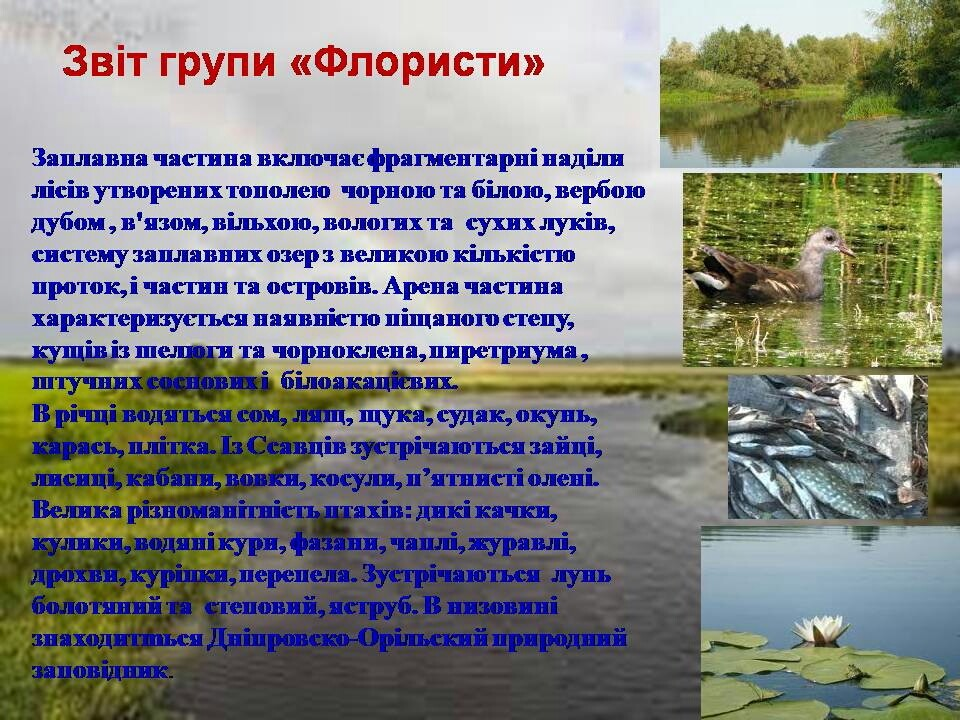 Звіт групи «Флористи»
Заплавна частина включає фрагментарні наділи
лісів утворених тополею чорною та білою, вербою
дубом , в'язом, вільхою, вологих та сухих луків,
систему заплавних озер з великою кількістю
проток, і частин та островів. Арена частина
характеризується наявністю піщаного степу,
кущів із шелюги та чорноклена, пиретриума ,
штучних соснових і білоакацієвих.
В річці водяться сом, лящ, щука, судак, окунь,
карась, плітка. Із Ссавців зустрічаються зайці,
лисиці, кабани, вовки, косули, п’ятнисті олені.
Велика різноманітність птахів: дикі качки,
кулики, водяні кури, фазани, чаплі, журавлі,
дрохви, куріпки, перепела. Зустрічаються лунь
болотяний та степовий, яструб. В низовині
знаходитться Дніпровско-Орільский природний
заповідник.